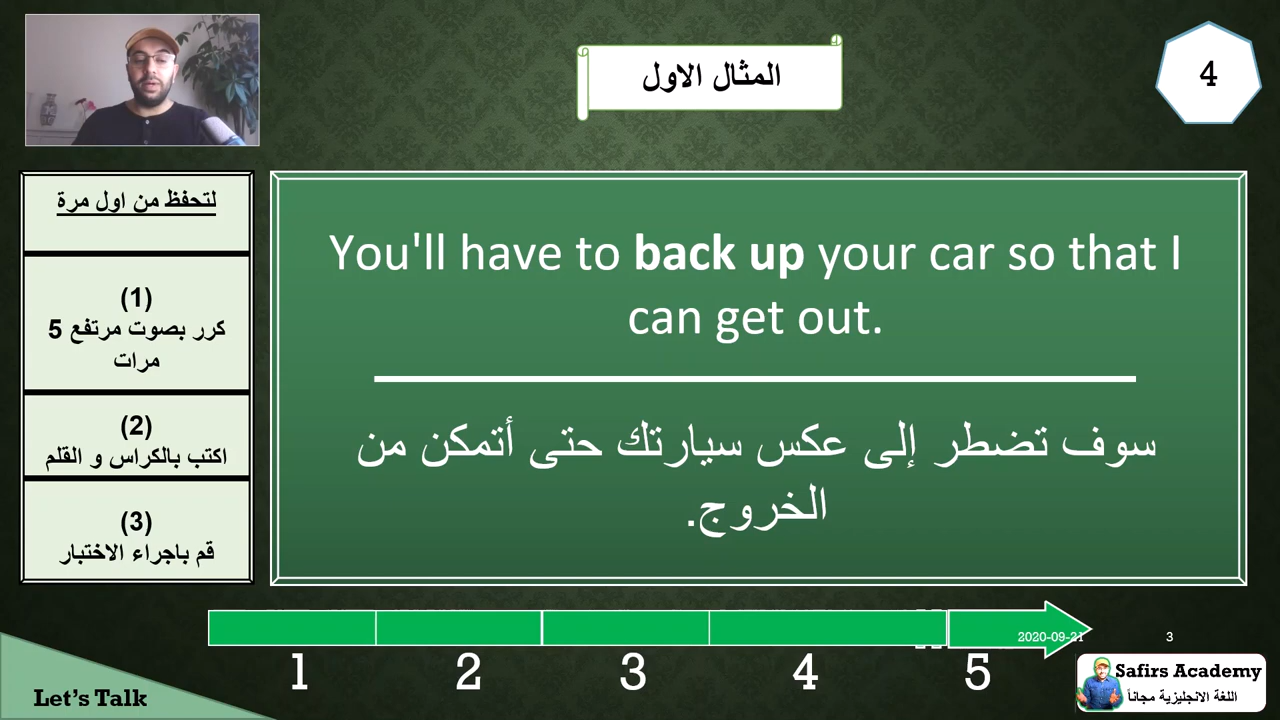 المثال الاول
4
لتحفظ من اول مرة
(1)
كرر بصوت مرتفع 5
مرات
(2)
اكتب بالكراس و القلم
(3)
قم باجراء الاختبار
You'll have to back up your car so that I
can get out.
سوف تضطر إلى عكس سيارتك حتى أتمكن من
الخروج.
2020-09-21
3
1 2 3 4 5
Let's Talk
Safirs Academy
اللغة الانجليزية مجاناً